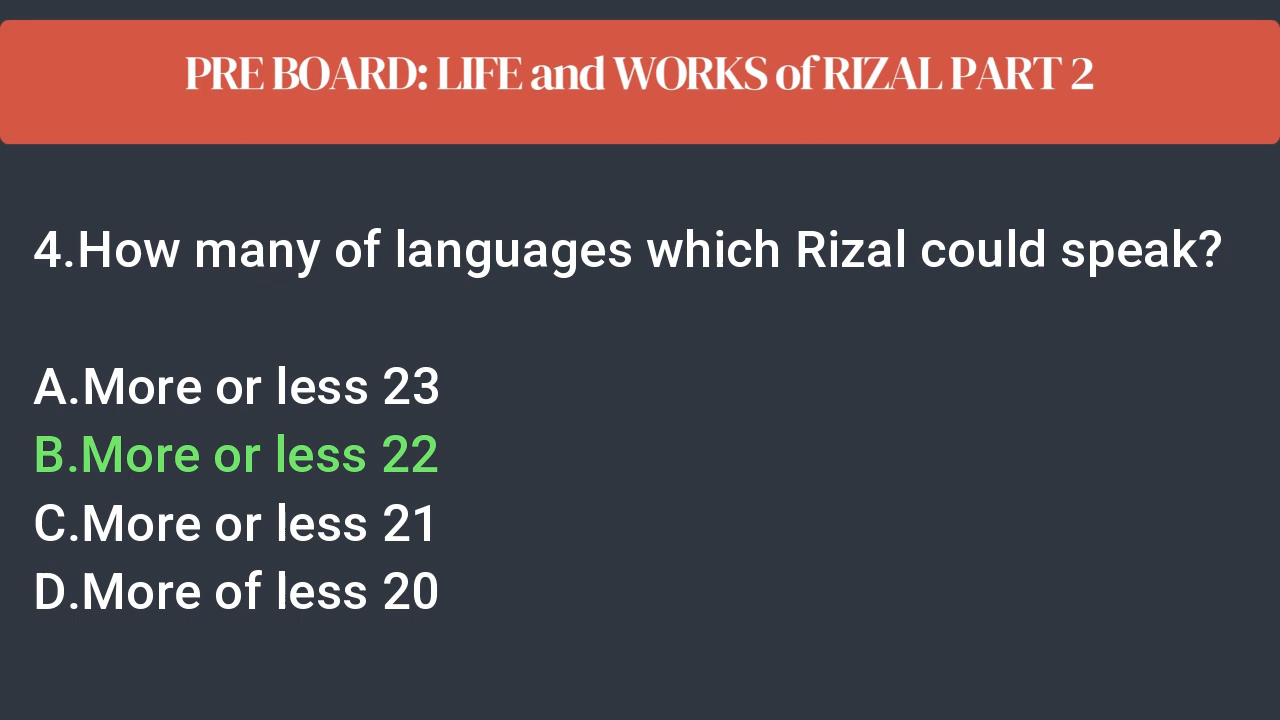 PRE BOARD: LIFE and WORKS of RIZAL PART 2
4.How many of languages which Rizal could speak?
A.More or less 23
B.More or less 22
C.More or less 21
D.More of less 20